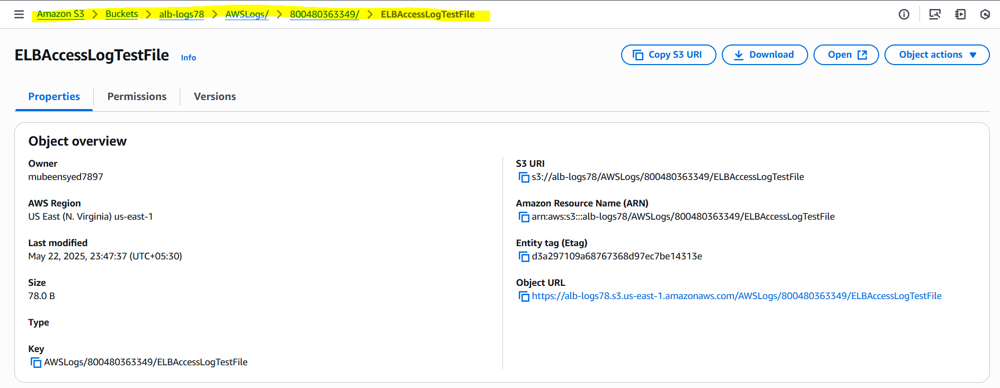 Amazon S3 > Buckets > alb-logs78 > AWSLogs/ > 800480363349/ > ELBAccessLogTestFile
ELBAccessLogTestFile Info
Copy S3 URI Download Open Object actions
Properties Permissions Versions
Object overview
Owner
mubeensyed7897
AWS Region
US East (N. Virginia) us-east-1
Last modified
May 22, 2025, 23:47:37 (UTC+05:30)
Size
78.0 B
Type
Key
AWSLogs/800480363349/ELBAccessLogTestFile
S3 URI
s3://alb-logs78/AWSLogs/800480363349/ELBAccessLogTestFile
Amazon Resource Name (ARN)
arn:aws:s3:::alb-logs78/AWSLogs/800480363349/ELBAccessLogTestFile
Entity tag (Etag)
d3a297109a68767368d97ec7be14313e
Object URL
https://alb-logs78.s3.us-east-1.amazonaws.com/AWSLogs/800480363349/ELBAccessLogTestFile